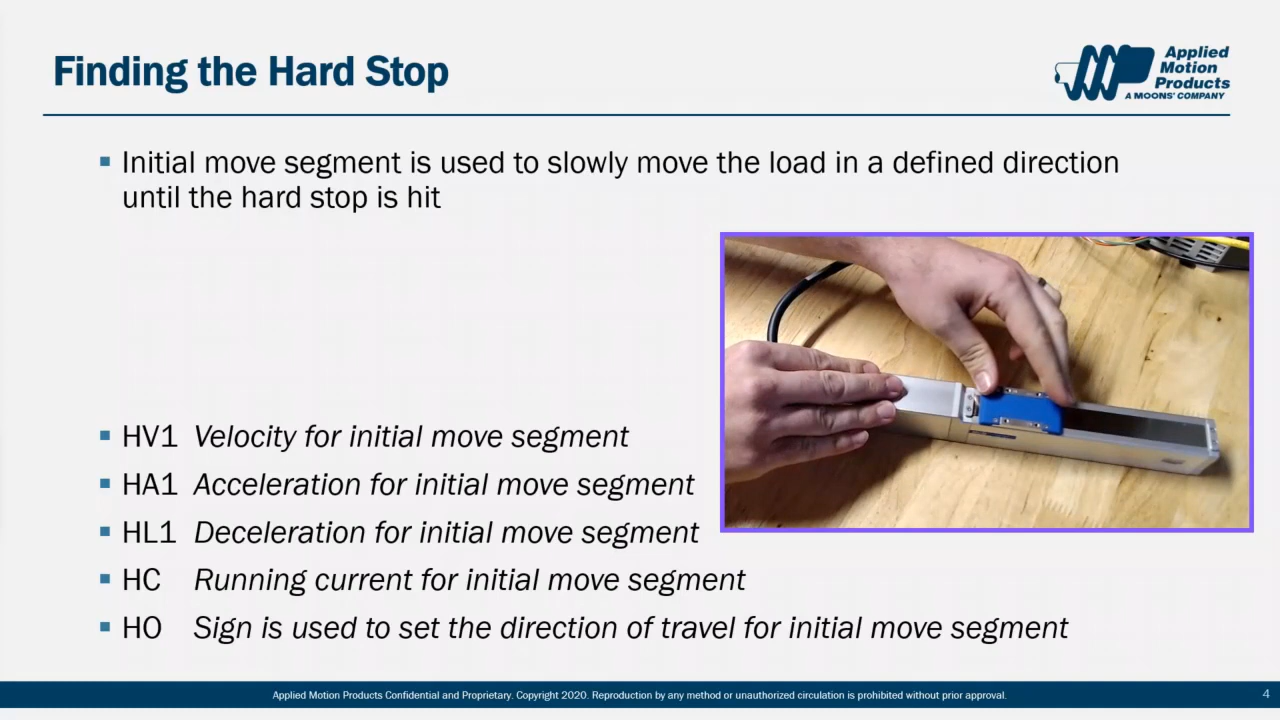 Finding the Hard Stop
Applied
Motion
Products
A MOONS' COMPANY
▪ Initial move segment is used to slowly move the load in a defined direction
until the hard stop is hit
▪ HV1 Velocity for initial move segment
▪ HA1 Acceleration for initial move segment
▪ HL1 Deceleration for initial move segment
▪ HC Running current for initial move segment
▪ HO Sign is used to set the direction of travel for initial move segment
Applied Motion Products Confidential and Proprietary. Copyright 2020. Reproduction by any method or unauthorized circulation is prohibited without prior approval.
4